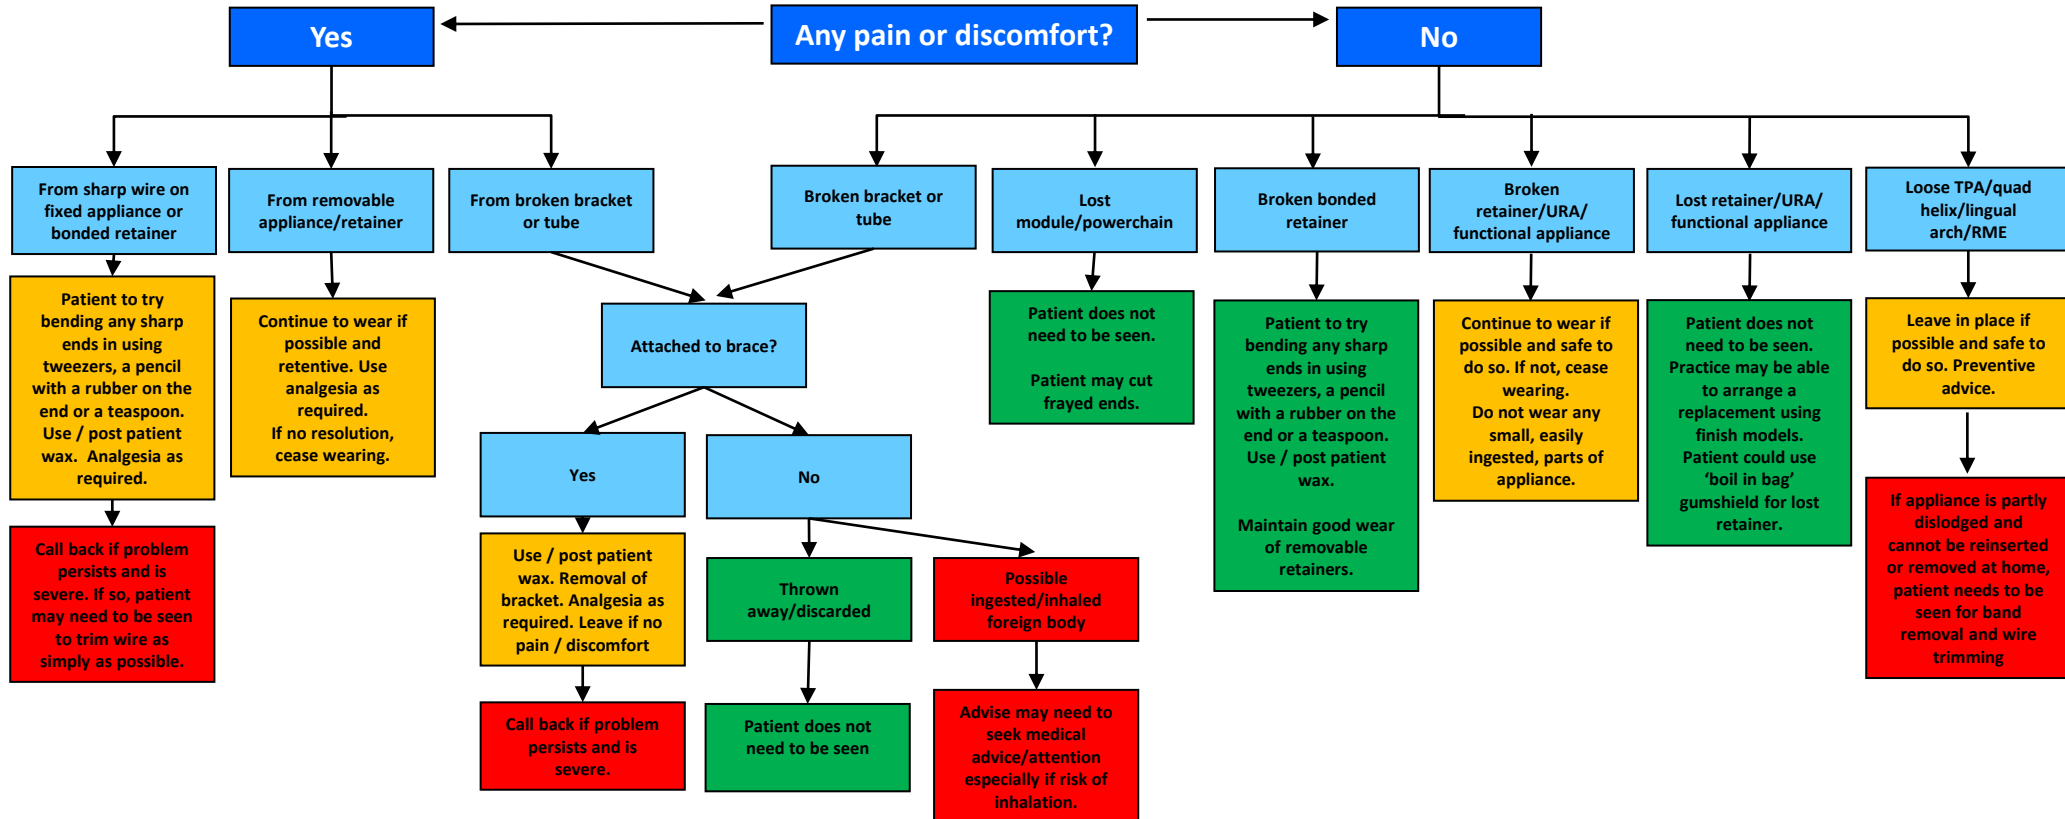 Yes
Any pain or discomfort?
No
From sharp wire on
fixed appliance or
bonded retainer
From removable
appliance/retainer
From broken bracket
or tube
Broken bracket or
tube
Lost
module/powerchain
Broken bonded
retainer
Broken
retainer/URA/
functional appliance
Lost retainer/URA/
functional appliance
Loose TPA/quad
helix/lingual
arch/RME
Patient to try
bending any sharp
ends in using
tweezers, a pencil
with a rubber on the
end or a teaspoon.
Use / post patient
wax.  Analgesia as
required.
Continue to wear if
possible and
retentive. Use
analgesia as
required.
If no resolution,
cease wearing.
Attached to brace?
Patient does not
need to be seen.
Patient may cut
frayed ends.
Patient to try
bending any sharp
ends in using
tweezers, a pencil
with a rubber on the
end or a teaspoon.
Use / post patient
wax.
Maintain good wear
of removable
retainers.
Continue to wear if
possible and safe to
do so. If not, cease
wearing.
Do not wear any
small, easily
ingested, parts of
appliance.
Patient does not
need to be seen.
Practice may be able
to arrange a
replacement using
finish models.
Patient could use
‘boil in bag’
gumshield for lost
retainer.
Leave in place if
possible and safe to
do so. Preventive
advice.
Yes
No
Call back if problem
persists and is
severe. If so, patient
may need to be seen
to trim wire as
simply as possible.
Use / post patient
wax. Removal of
bracket. Analgesia as
required. Leave if no
pain / discomfort
Thrown
away/discarded
Possible
ingested/inhaled
foreign body
If appliance is partly
dislodged and
cannot be reinserted
or removed at home,
patient needs to be
seen for band
removal and wire
trimming
Call back if problem
persists and is
severe.
Patient does not
need to be seen
Advise may need to
seek medical
advice/attention
especially if risk of
inhalation.